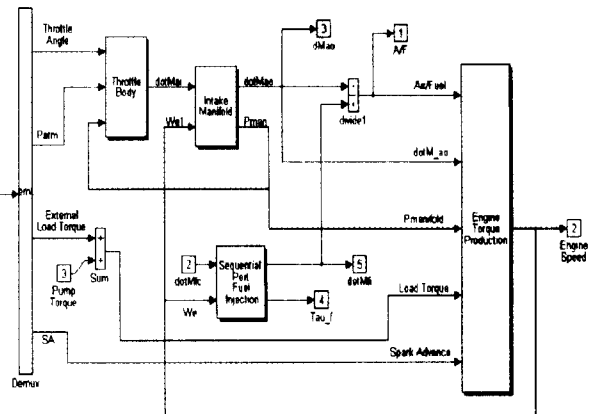 Throttle
Angle
3
dMao
1
A/F
Throttle
Body
dotMai
Intake
Manifold
dotMao
Air/Fuel
divide1
Patm
We1
Pman
dotM_ao
External
Load Torque
Pmanifold
Engine
Torque
Production
2
Engine
Speed
3
Pump
Torque
Sum
2
dotMfc
Sequential
Port
Fuel
Injection
5
dotMfi
Load Torque
We
4
Tau_f
SA
Spark Advance
Demux